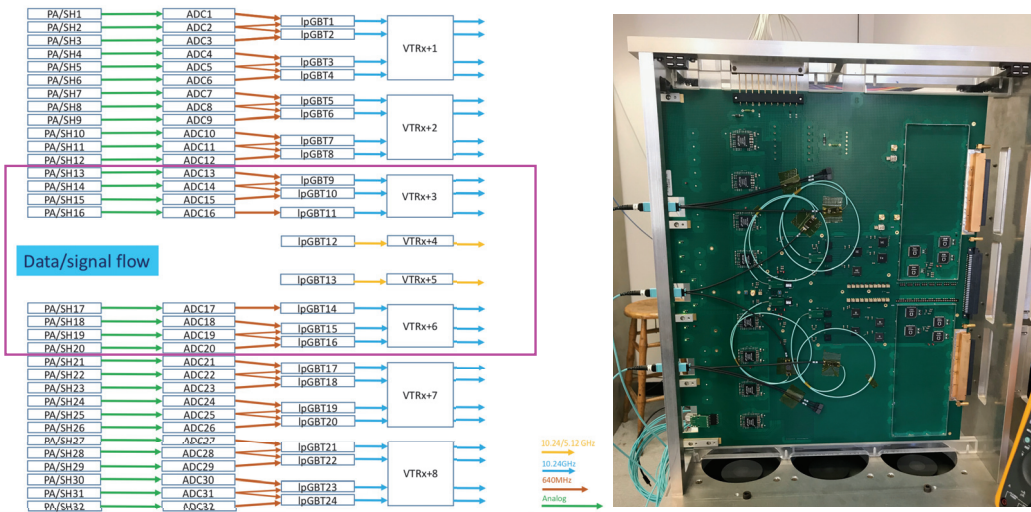 PA/SH1
PA/SH2
PA/SH3
PA/SH4
PA/SH5
PA/SH6
PA/SH7
PA/SH8
PA/SH9
PA/SH10
PA/SH11
PA/SH12
PA/SH13
PA/SH14
PA/SH15
PA/SH16
Data/signal flow
PA/SH17
PA/SH18
PA/SH19
PA/SH20
PA/SH21
PA/SH22
PA/SH23
PA/SH24
PA/SH25
PA/SH26
PA/SH27
PA/SH28
PA/SH29
PA/SH30
PA/SH31
PA/SH32
ADC1
ADC2
ADC3
ADC4
ADC5
ADC6
ADC7
ADC8
ADC9
ADC10
ADC11
ADC12
ADC13
ADC14
ADC15
ADC16
ADC17
ADC18
ADC19
ADC20
ADC21
ADC22
ADC23
ADC24
ADC25
ADC26
ADC27
ADC28
ADC29
ADC30
ADC31
ADC32
lpGBT1
lpGBT2
lpGBT3
lpGBT4
lpGBT5
lpGBT6
lpGBT7
lpGBT8
lpGBT9
lpGBT10
lpGBT11
lpGBT12
lpGBT13
lpGBT14
lpGBT15
lpGBT16
lpGBT17
lpGBT18
lpGBT19
lpGBT20
lpGBT21
lpGBT22
lpGBT23
lpGBT24
VTRx+1
VTRx+2
VTRx+3
VTRx+4
VTRx+5
VTRx+6
VTRx+7
VTRx+8
10.24/5.12 GHz
10.24GHz
640MHz
Analog